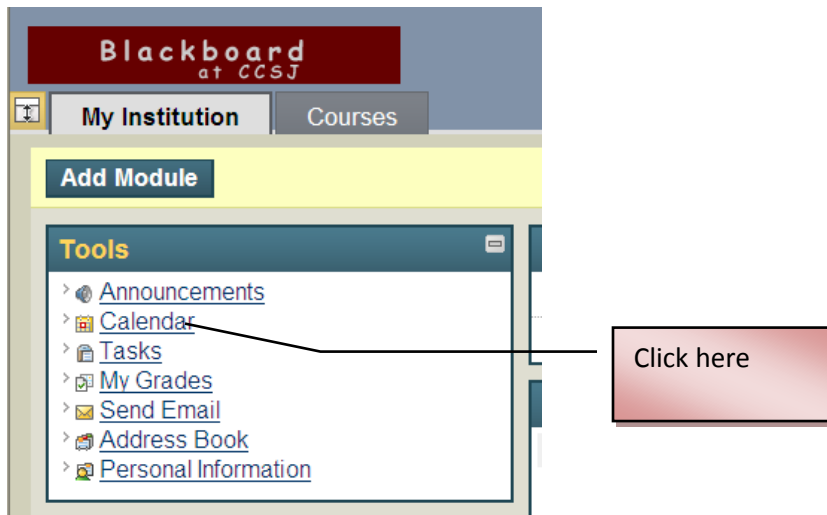 Blackboard
at CCSJ
My Institution
Courses
Add Module
Tools
Announcements
Calendar
Tasks
My Grades
Send Email
Address Book
Personal Information
Click here